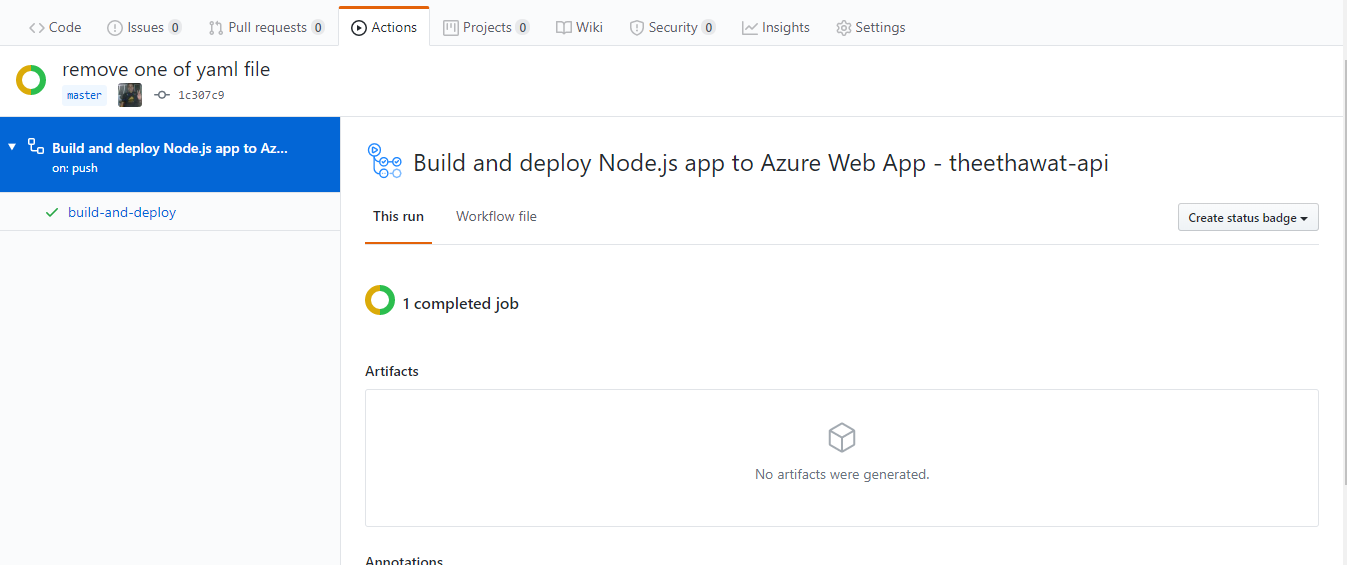 Code Issues 0 Pull requests 0 Actions Projects 0 Wiki Security 0 Insights Settings
remove one of yaml file
master 1c307c9
Build and deploy Node.js app to Az...
on: push
build-and-deploy
Build and deploy Node.js app to Azure Web App - theethawat-api
This run Workflow file
Create status badge
1 completed job
Artifacts
No artifacts were generated.
Annotations